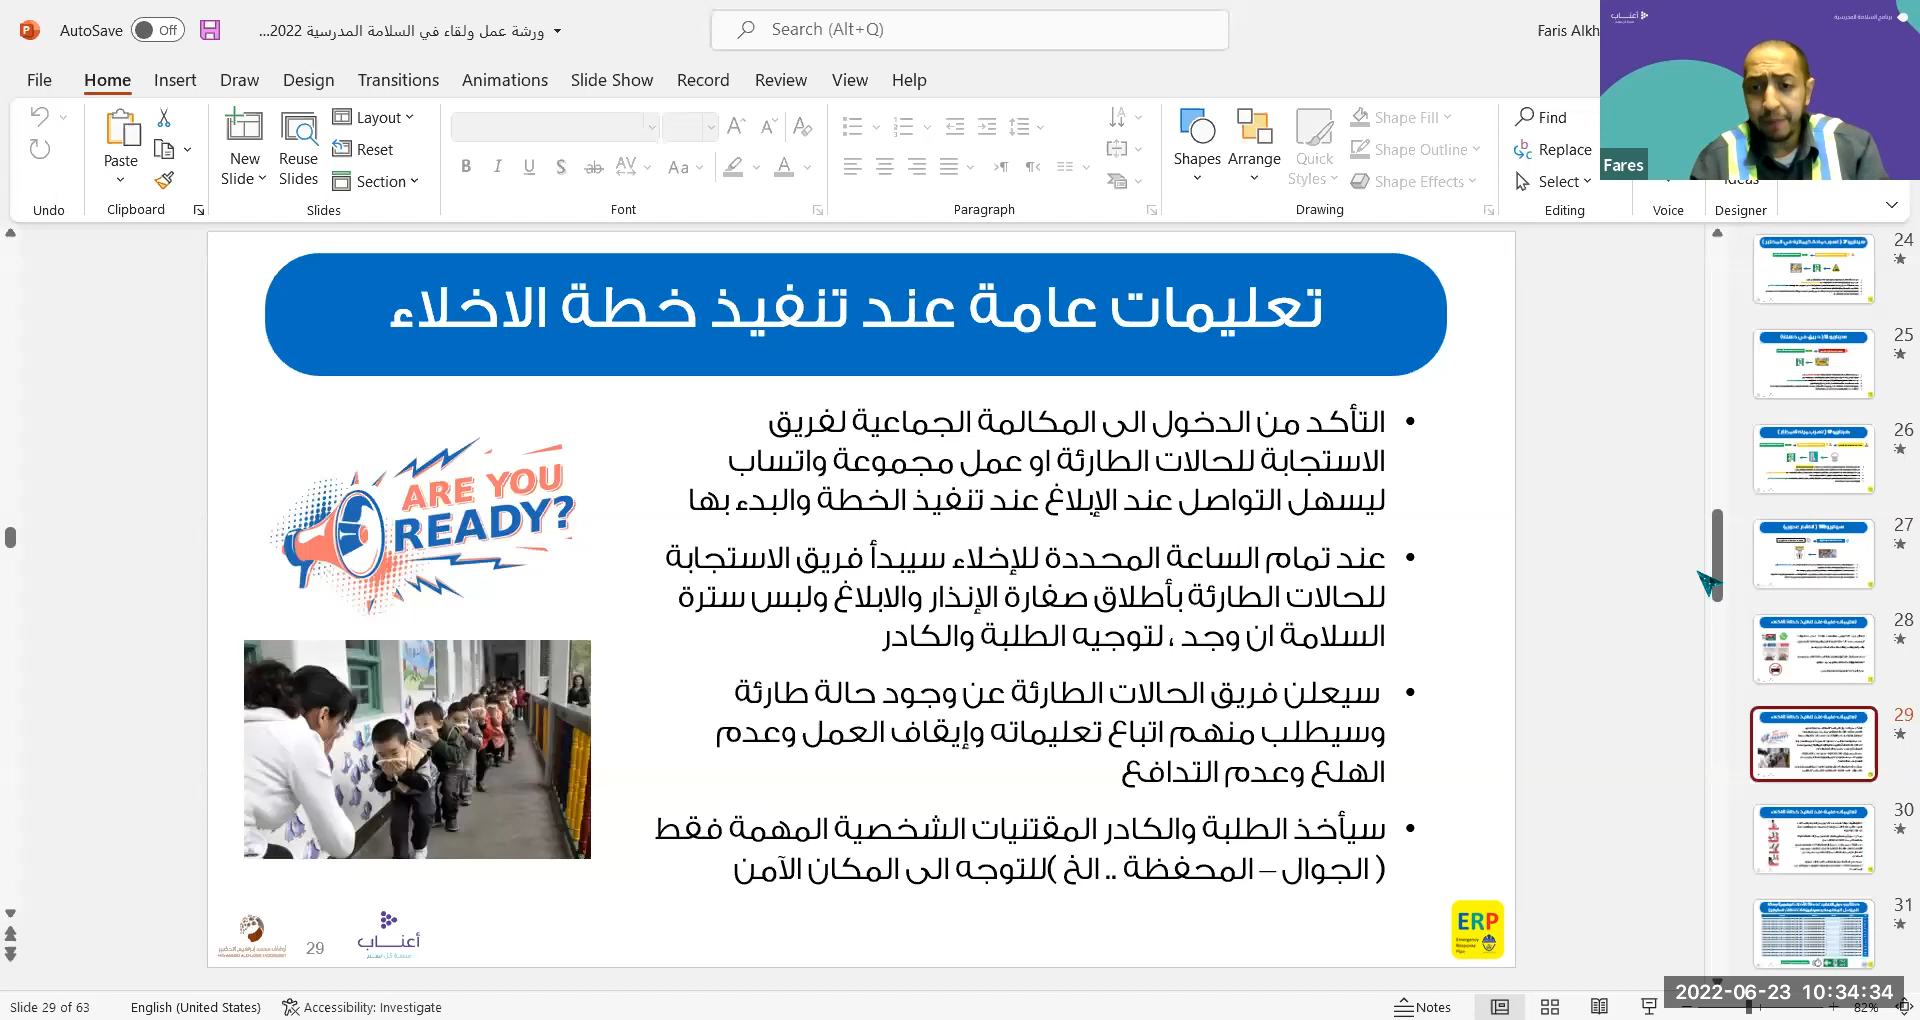 AutoSave
Off
ورشة عمل ولقاء في السلامة المدرسية 2022...
Search (Alt+Q)
Faris Alkh
File
Home
Insert
Draw
Design
Transitions
Animations
Slide Show
Record
Review
View
Help
Paste
New Slide
Reuse Slides
Layout
Reset
Section
B I U S ab AV Aa A
Shapes
Arrange
Quick Styles
Shape Fill
Shape Outline
Shape Effects
Find
Replace
Select
Fares
Undo
Clipboard
Slides
Font
Paragraph
Drawing
Editing
Voice
Designer
تعليمات عامة عند تنفيذ خطة الاخلاء
• التأكد من الدخول الى المكالمة الجماعية لفريق
الاستجابة للحالات الطارئة او عمل مجموعة واتساب
ليسهل التواصل عند الإبلاغ عند تنفيذ الخطة والبدء بها
• عند تمام الساعة المحددة للإخلاء سيبدأ فريق الاستجابة
للحالات الطارئة بأطلاق صفارة الإنذار والابلاغ ولبس سترة
السلامة ان وجد ، لتوجيه الطلبة والكادر
• سيعلن فريق الحالات الطارئة عن وجود حالة طارئة
وسيطلب منهم اتباع تعليماته وإيقاف العمل وعدم
الهلع وعدم التدافع
• سيأخذ الطلبة والكادر المقتنيات الشخصية المهمة فقط
( الجوال – المحفظة .. الخ )للتوجه الى المكان الآمن
ARE YOU
READY?
29
أعناب
ERP
Emergency
Response
Plan
24
25
26
27
28
29
30
31
Slide 29 of 63
English (United States)
Accessibility: Investigate
Notes
82%
2022-06-23 10:34:34